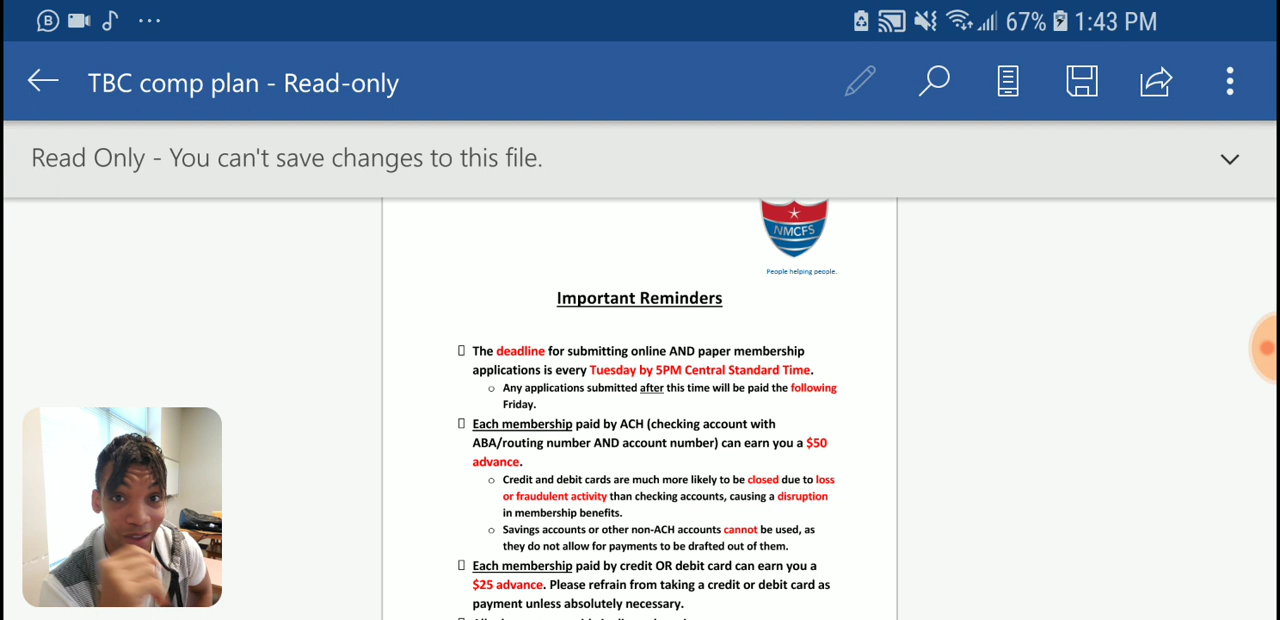 67% 1:43 PM
TBC comp plan - Read-only
Read Only - You can't save changes to this file.
NMCFS
People helping people.
Important Reminders
The deadline for submitting online AND paper membership
applications is every Tuesday by 5PM Central Standard Time.
o Any applications submitted after this time will be paid the following
Friday.
Each membership paid by ACH (checking account with
ABA/routing number AND account number) can earn you a $50
advance.
o Credit and debit cards are much more likely to be closed due to loss
or fraudulent activity than checking accounts, causing a disruption
in membership benefits.
o Savings accounts or other non-ACH accounts cannot be used, as
they do not allow for payments to be drafted out of them.
Each membership paid by credit OR debit card can earn you a
$25 advance. Please refrain from taking a credit or debit card as
payment unless absolutely necessary.